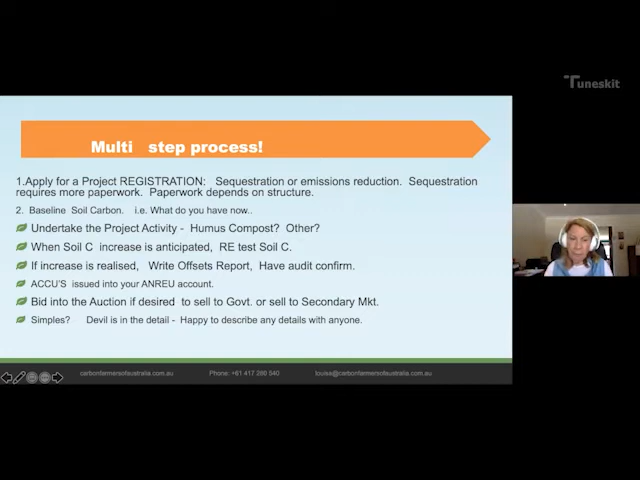 Tuneskit
Multi step process!
1.Apply for a Project REGISTRATION: Sequestration or emissions reduction. Sequestration
requires more paperwork. Paperwork depends on structure.
2. Baseline Soil Carbon. i.e. What do you have now..
Undertake the Project Activity - Humus Compost? Other?
When Soil C increase is anticipated, RE test Soil C.
If increase is realised, Write Offsets Report, Have audit confirm.
ACCU'S issued into your ANREU account.
Bid into the Auction if desired to sell to Govt. or sell to Secondary Mkt.
Simples? Devil is in the detail - Happy to describe any details with anyone.
carbonfarmersofaustralia.com.au Phone: +61 417 280 540 louisa@carbonfarmersofaustralia.com.au